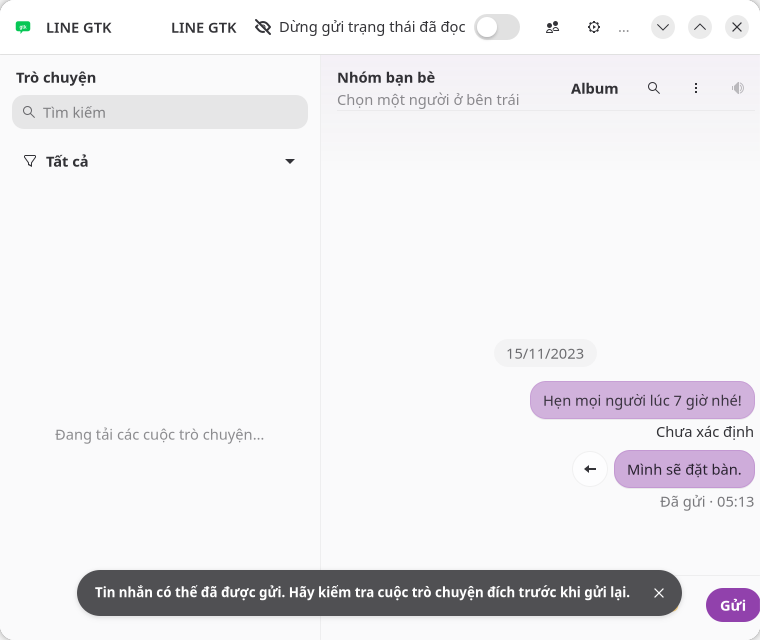 LINE GTK
LINE GTK
Dừng gửi trạng thái đã đọc
...
Trò chuyện
Tìm kiếm
Tất cả
Đang tải các cuộc trò chuyện...
Nhóm bạn bè
Chọn một người ở bên trái
Album
15/11/2023
Hẹn mọi người lúc 7 giờ nhé!
Chưa xác định
Mình sẽ đặt bàn.
Đã gửi · 05:13
Tin nhắn có thể đã được gửi. Hãy kiểm tra cuộc trò chuyện đích trước khi gửi lại.
Gửi